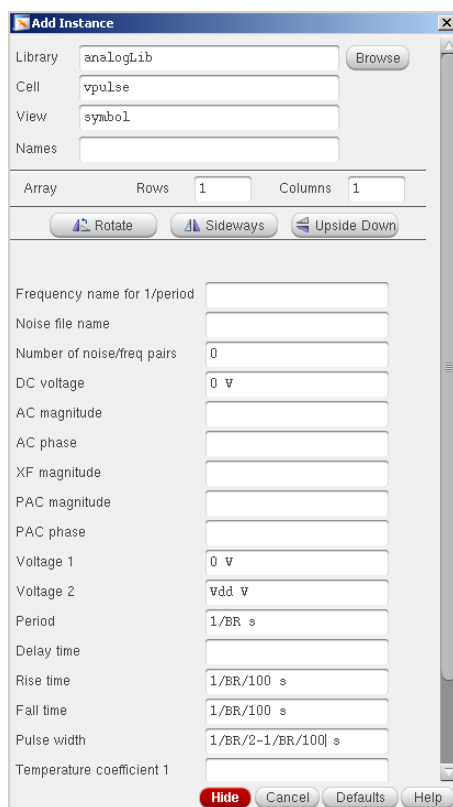 Add Instance
Library analogLib Browse
Cell vpulse
View symbol
Names
Array Rows 1 Columns 1
Rotate Sideways Upside Down
Frequency name for 1/period
Noise file name
Number of noise/freq pairs 0
DC voltage 0 V
AC magnitude
AC phase
XF magnitude
PAC magnitude
PAC phase
Voltage 1 0 V
Voltage 2 Vdd V
Period 1/BR s
Delay time
Rise time 1/BR/100 s
Fall time 1/BR/100 s
Pulse width 1/BR/2-1/BR/100 s
Temperature coefficient 1
Hide Cancel Defaults Help